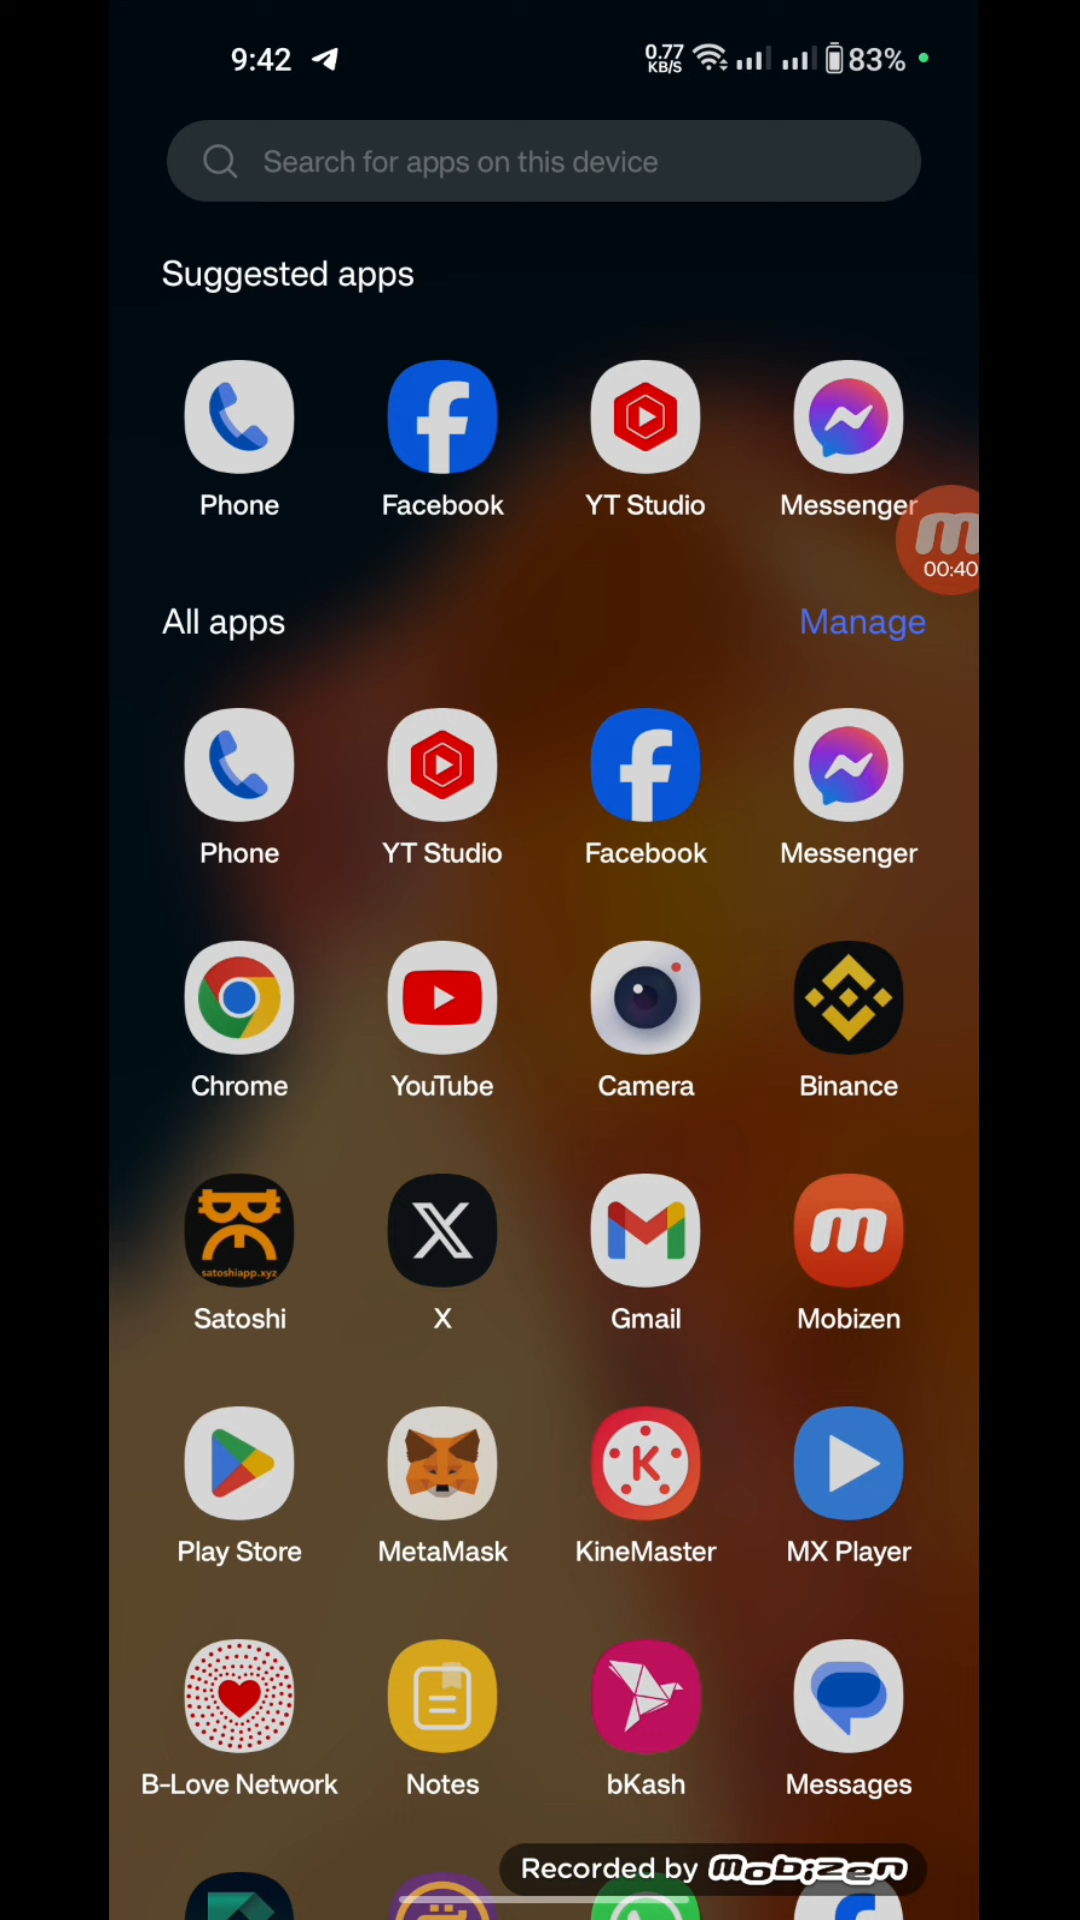 9:42 0.77 KB/S 83%
Search for apps on this device
Suggested apps
Phone Facebook YT Studio Messenger
00:40
All apps Manage
Phone YT Studio Facebook Messenger
Chrome YouTube Camera Binance
satoshiapp.xyz
Satoshi X Gmail Mobizen
K
Play Store MetaMask KineMaster MX Player
B-Love Network Notes bKash Messages
Recorded by mobizen